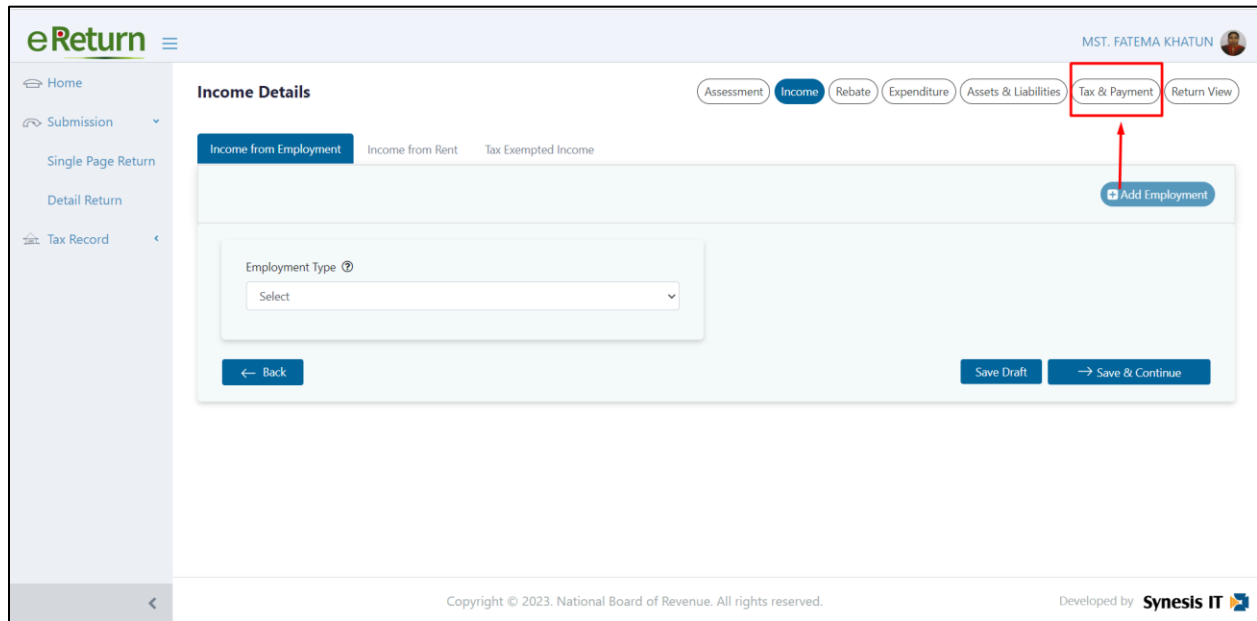 eReturn
MST. FATEMA KHATUN
Home
Submission
Single Page Return
Detail Return
Tax Record
Income Details
Assessment Income Rebate Expenditure Assets & Liabilities Tax & Payment Return View
Income from Employment Income from Rent Tax Exempted Income
Add Employment
Employment Type
Select
Back
Save Draft
Save & Continue
Copyright © 2023. National Board of Revenue. All rights reserved.
Developed by Synesis IT